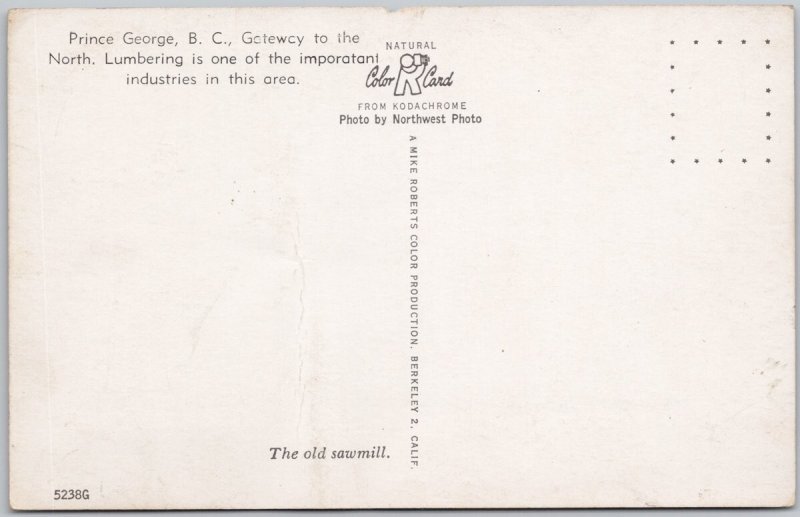 Prince George, B. C., Gatewcy to the
North. Lumbering is one of the imporatant
industries in this area.
NATURAL
Color Card
FROM KODACHROME
Photo by Northwest Photo
A MIKE ROBERTS COLOR PRODUCTION, BERKELEY 2, CALIF.
The old sawmill.
5238G